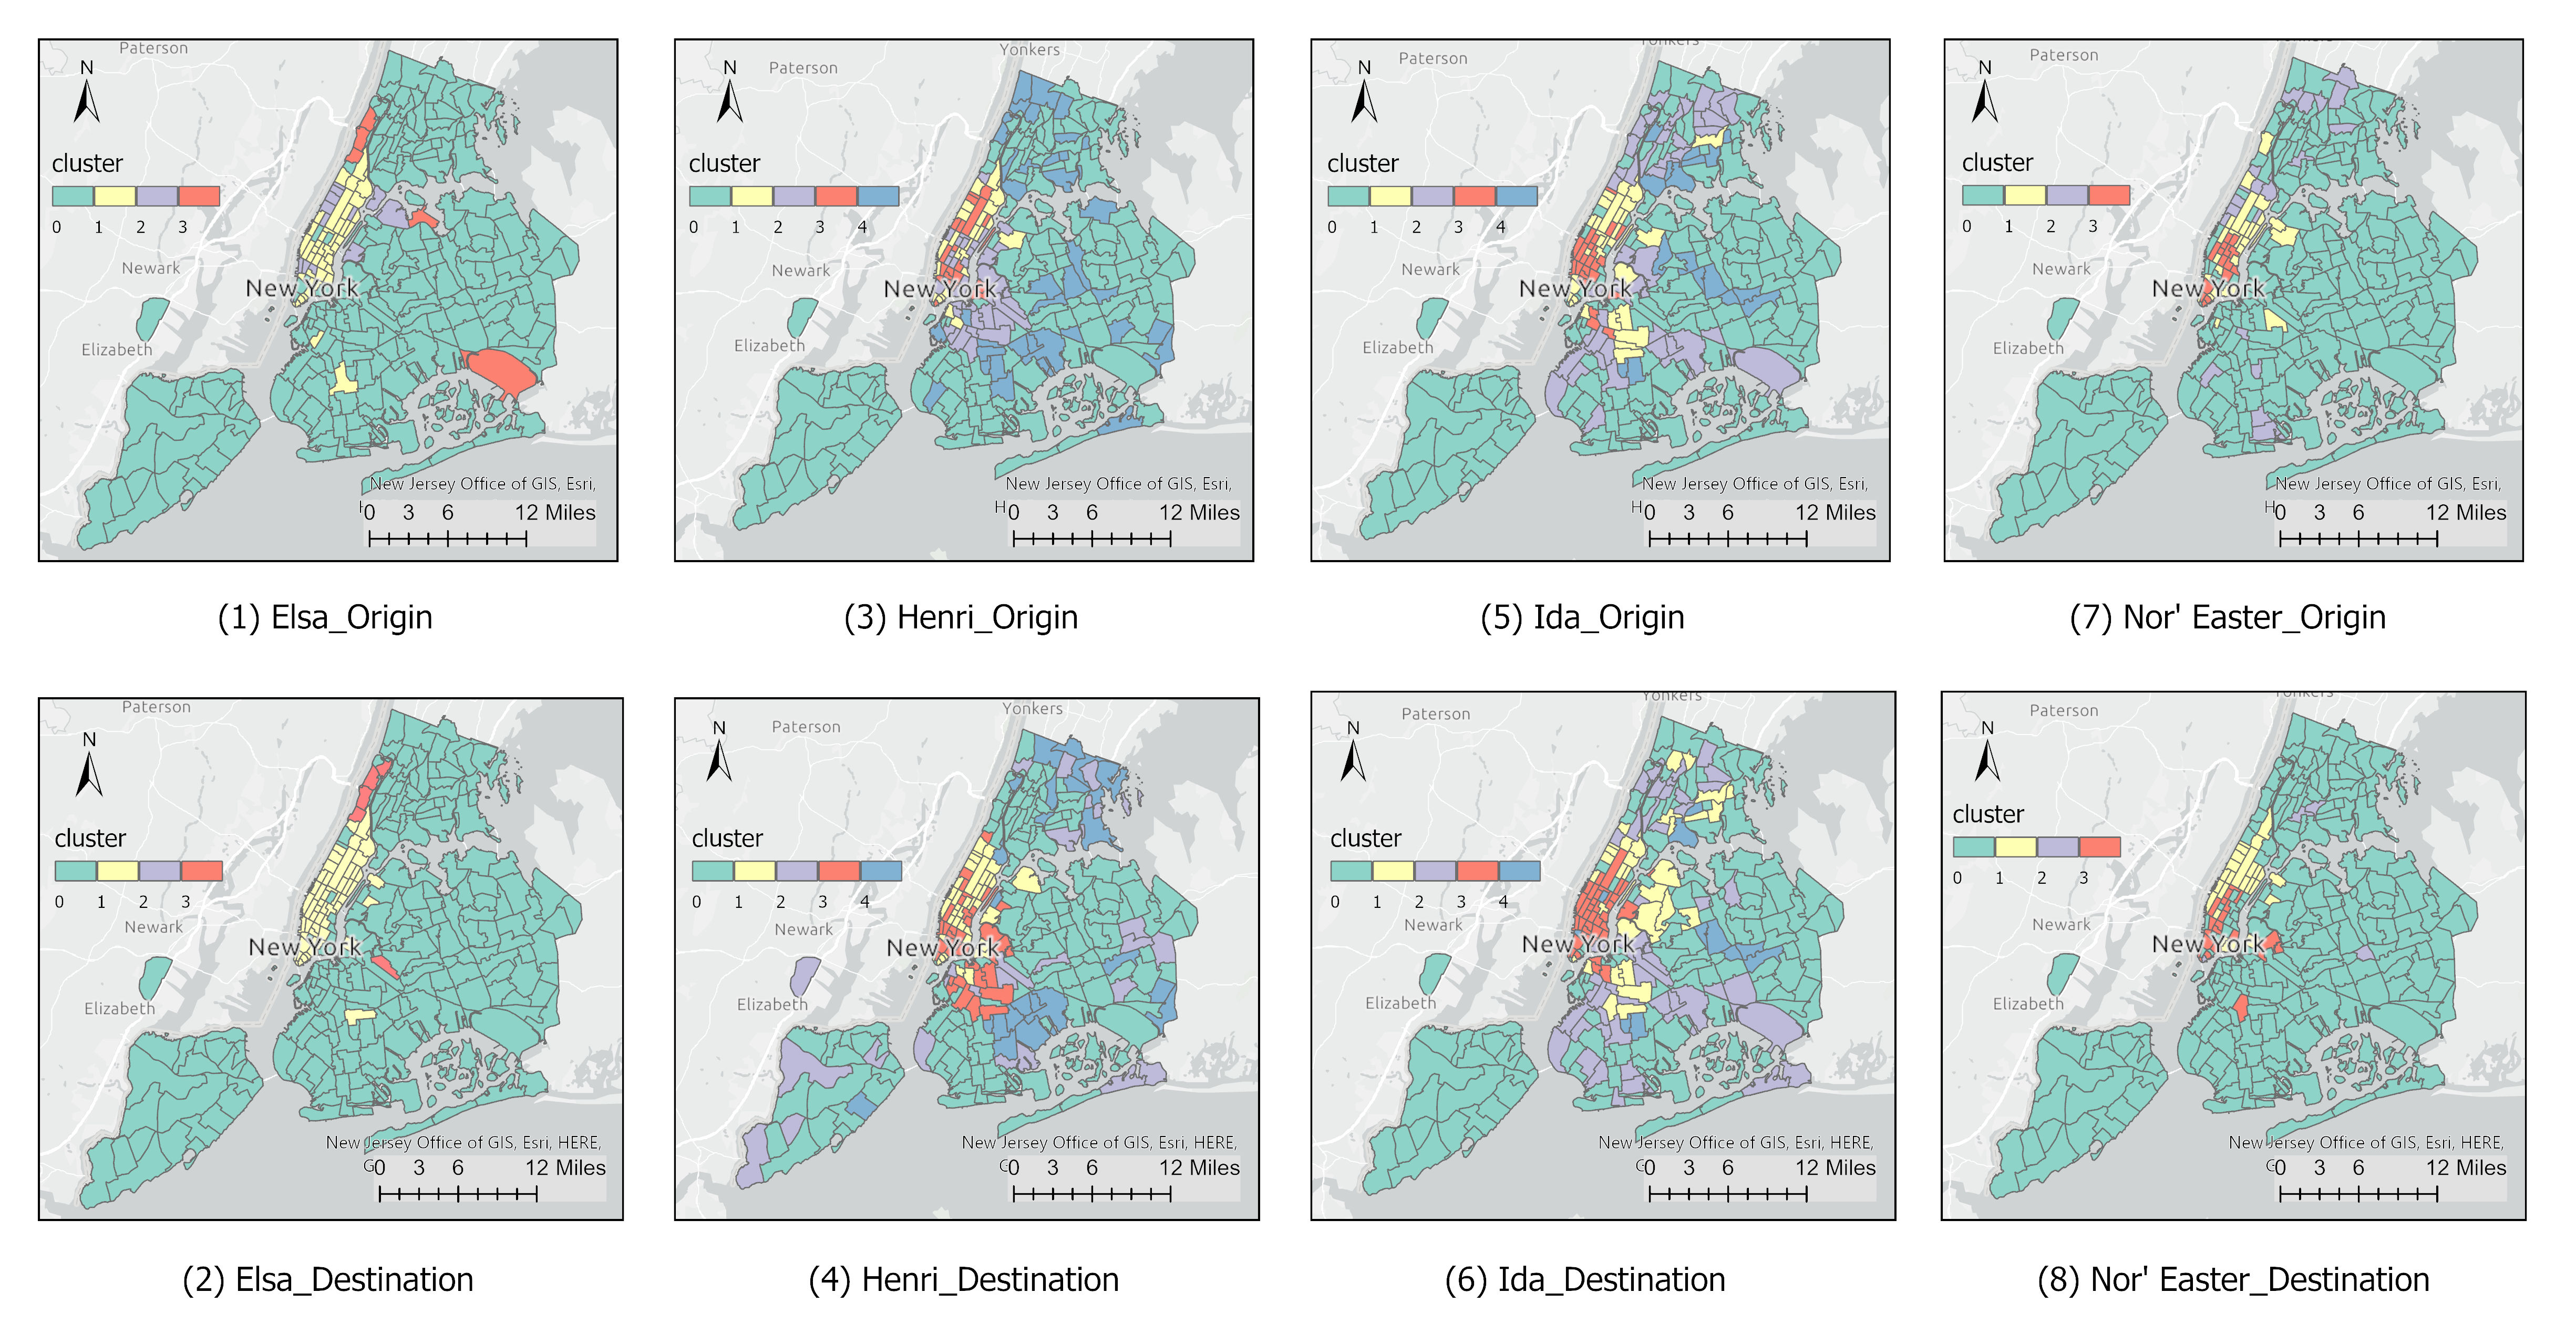 Paterson
N
cluster
0 1 2 3
Newark
New York
Elizabeth
New Jersey Office of GIS, Esri,
0 3 6 12 Miles
(1) Elsa_Origin
Yonkers
Paterson
N
cluster
0 1 2 3 4
Newark
New York
Elizabeth
New Jersey Office of GIS, Esri,
H
0 3 6 12 Miles
(3) Henri_Origin
Yonkers
Paterson
N
cluster
0 1 2 3 4
Newark
New York
Elizabeth
New Jersey Office of GIS, Esri,
H
0 3 6 12 Miles
(5) Ida_Origin
Yonkers
Paterson
N
cluster
0 1 2 3
Newark
New York
Elizabeth
New Jersey Office of GIS, Esri,
H
0 3 6 12 Miles
(7) Nor' Easter_Origin
Paterson
N
cluster
0 1 2 3
Newark
New York
Elizabeth
New Jersey Office of GIS, Esri, HERE,
G
0 3 6 12 Miles
(2) Elsa_Destination
Yonkers
Paterson
N
cluster
0 1 2 3 4
Newark
New York
Elizabeth
New Jersey Office of GIS, Esri, HERE,
G
0 3 6 12 Miles
(4) Henri_Destination
Yonkers
Paterson
N
cluster
0 1 2 3 4
Newark
New York
Elizabeth
New Jersey Office of GIS, Esri, HERE,
G
0 3 6 12 Miles
(6) Ida_Destination
Yonkers
Paterson
N
cluster
0 1 2 3
Newark
New York
Elizabeth
New Jersey Office of GIS, Esri, HERE,
G
0 3 6 12 Miles
(8) Nor' Easter_Destination